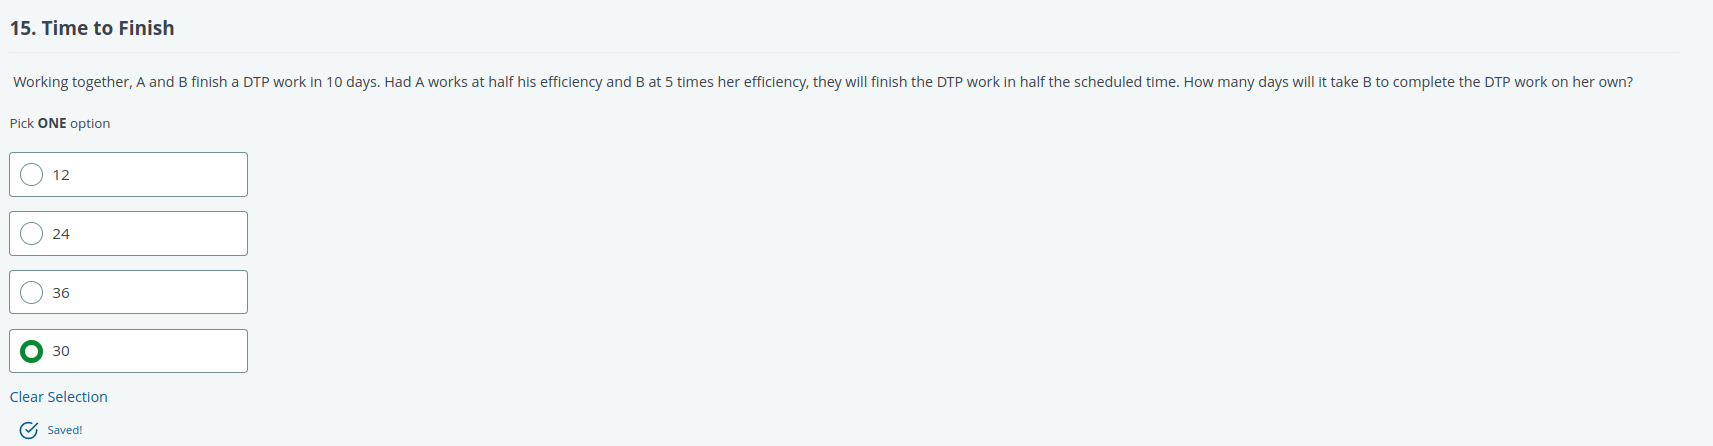 15. Time to Finish
Working together, A and B finish a DTP work in 10 days. Had A works at half his efficiency and B at 5 times her efficiency, they will finish the DTP work in half the scheduled time. How many days will it take B to complete the DTP work on her own?
Pick ONE option
12
24
36
30
Clear Selection
Saved!